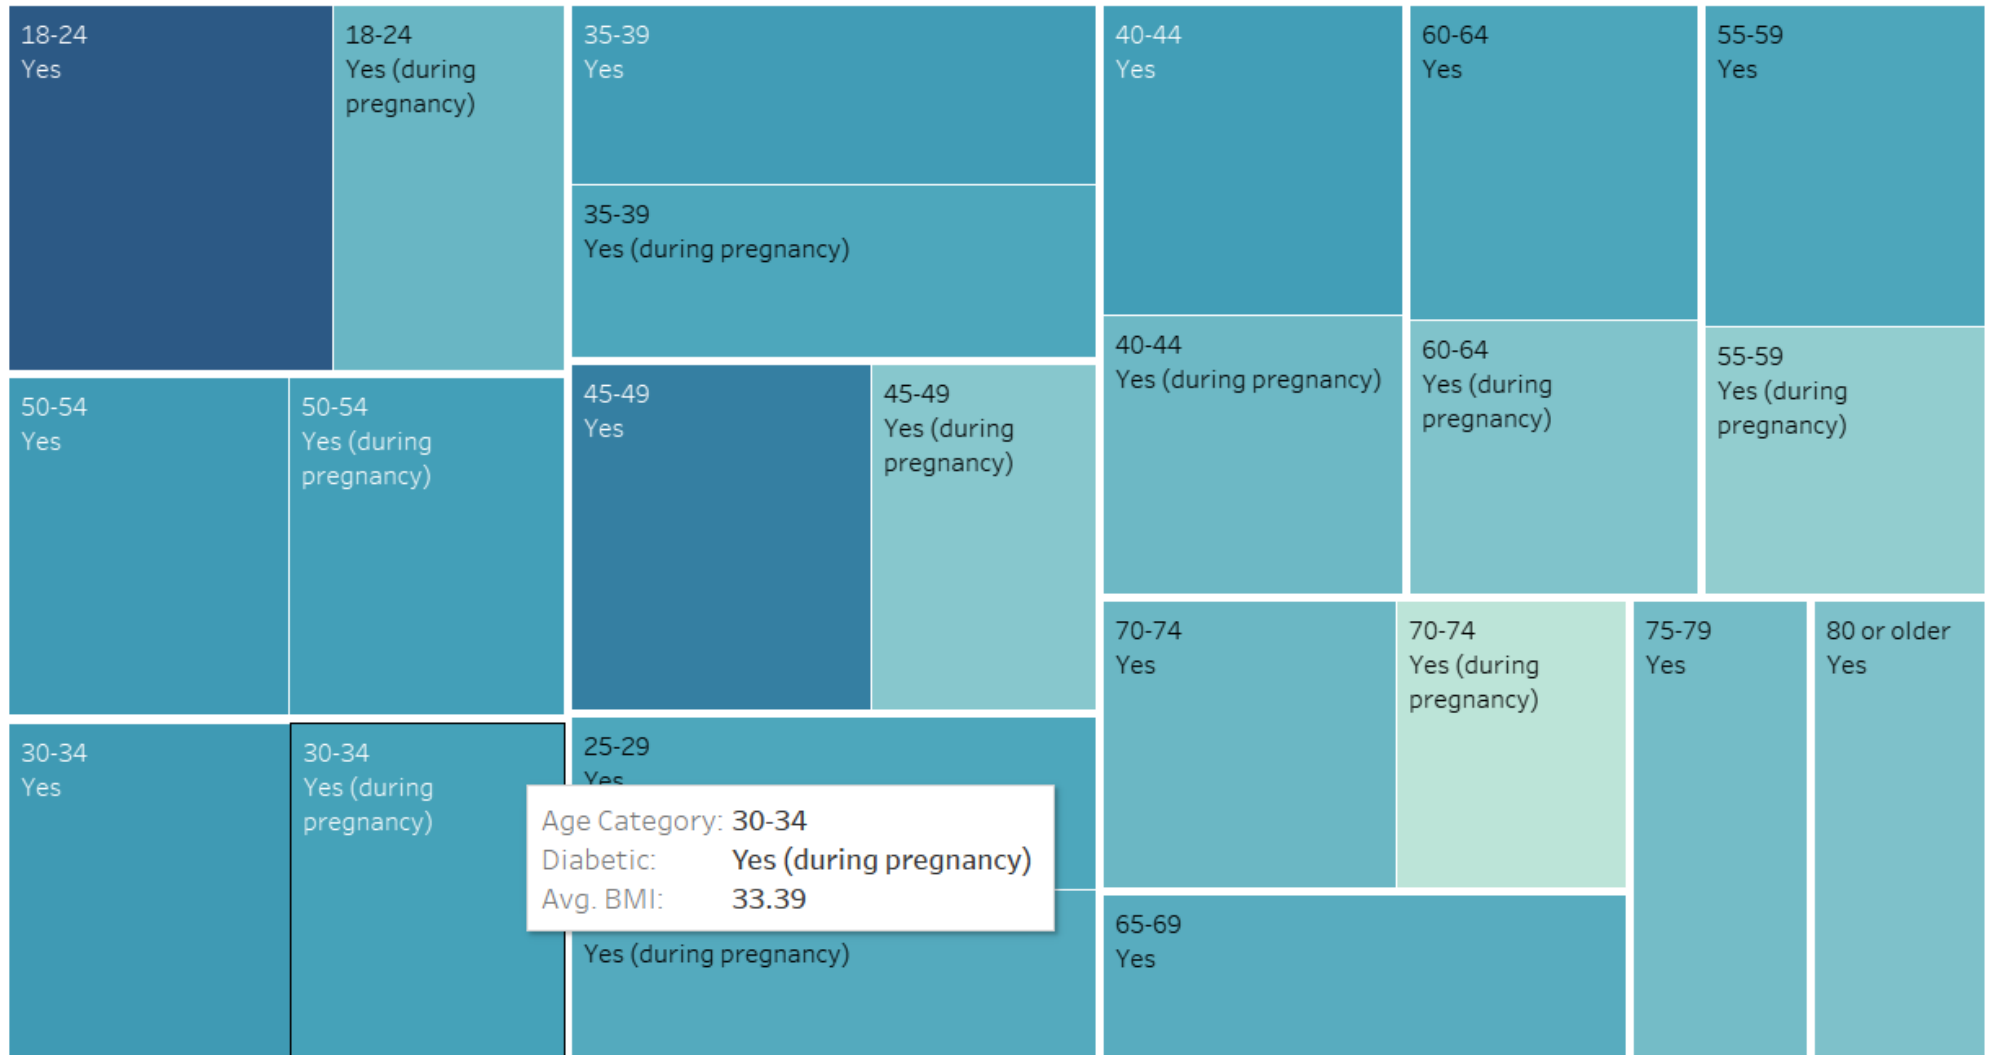 18-24
Yes
18-24
Yes (during
pregnancy)
35-39
Yes
35-39
Yes (during pregnancy)
40-44
Yes
40-44
Yes (during pregnancy)
60-64
Yes
60-64
Yes (during
pregnancy)
55-59
Yes
55-59
Yes (during
pregnancy)
50-54
Yes
50-54
Yes (during
pregnancy)
45-49
Yes
45-49
Yes (during
pregnancy)
30-34
Yes
30-34
Yes (during
pregnancy)
25-29
Yes
Age Category: 30-34
Diabetic: Yes (during pregnancy)
Avg. BMI: 33.39
Yes (during pregnancy)
70-74
Yes
70-74
Yes (during
pregnancy)
75-79
Yes
80 or older
Yes
65-69
Yes